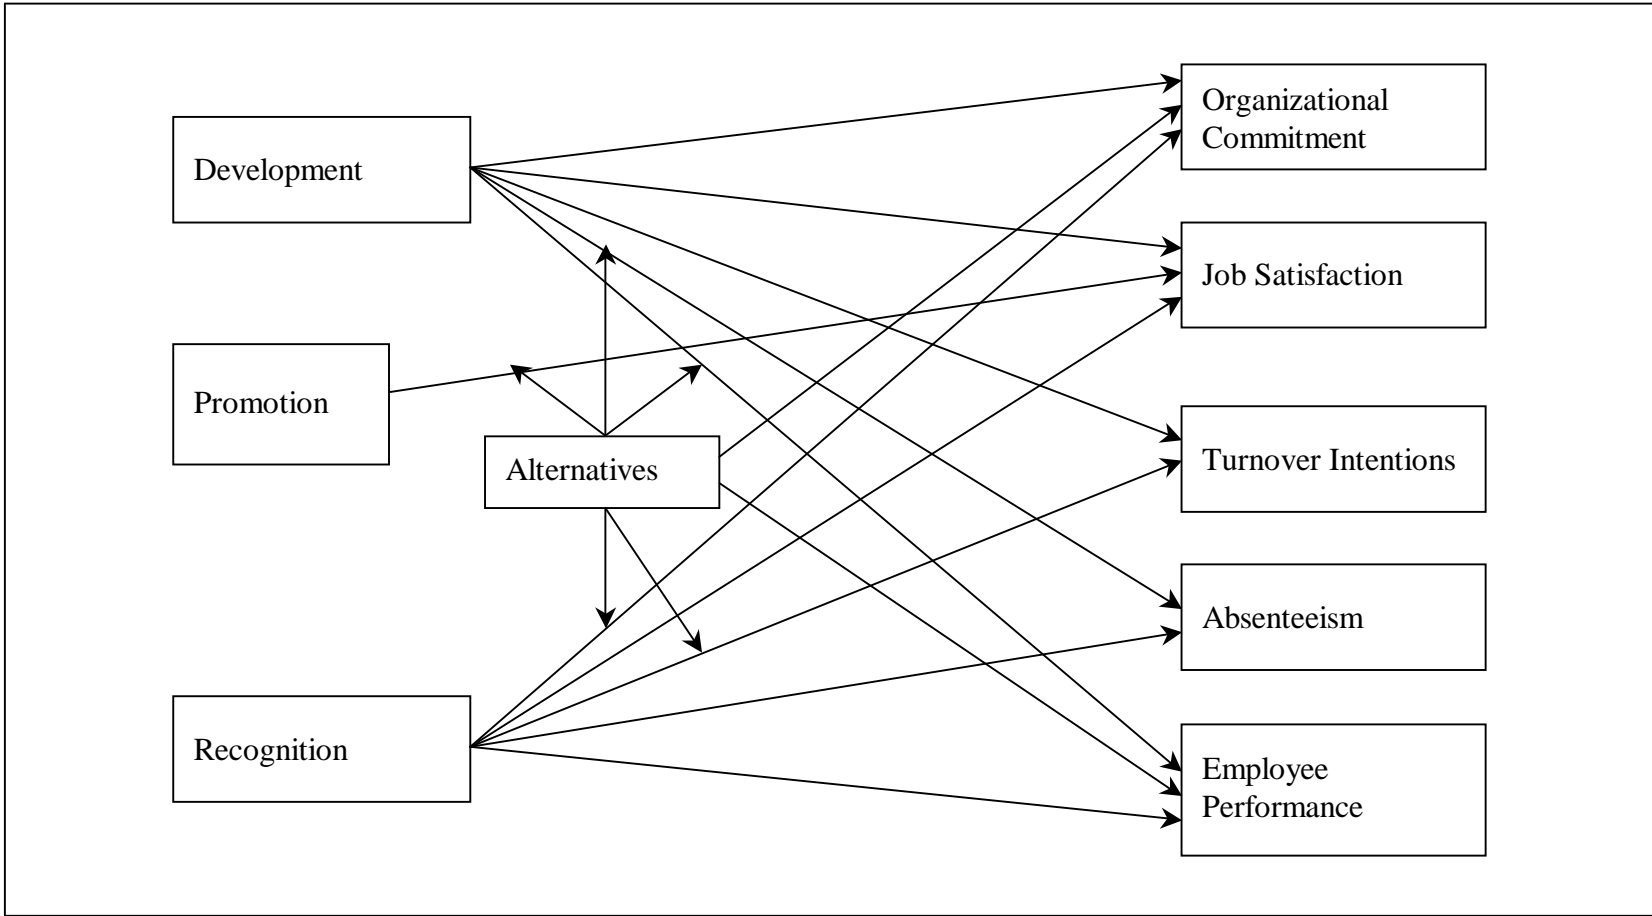 Development
Promotion
Alternatives
Recognition
Organizational
Commitment
Job Satisfaction
Turnover Intentions
Absenteeism
Employee
Performance